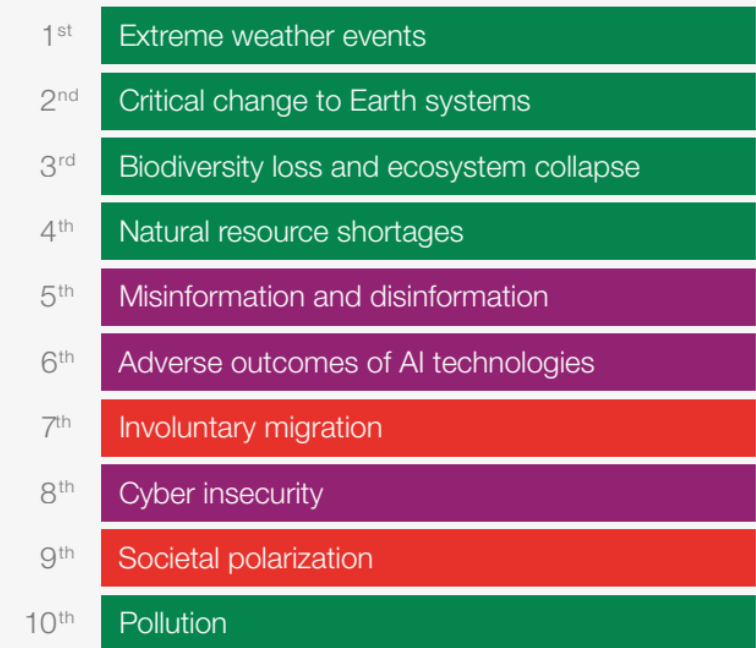 1st Extreme weather events
2nd Critical change to Earth systems
3rd Biodiversity loss and ecosystem collapse
4th Natural resource shortages
5th Misinformation and disinformation
6th Adverse outcomes of AI technologies
7th Involuntary migration
8th Cyber insecurity
9th Societal polarization
10th Pollution